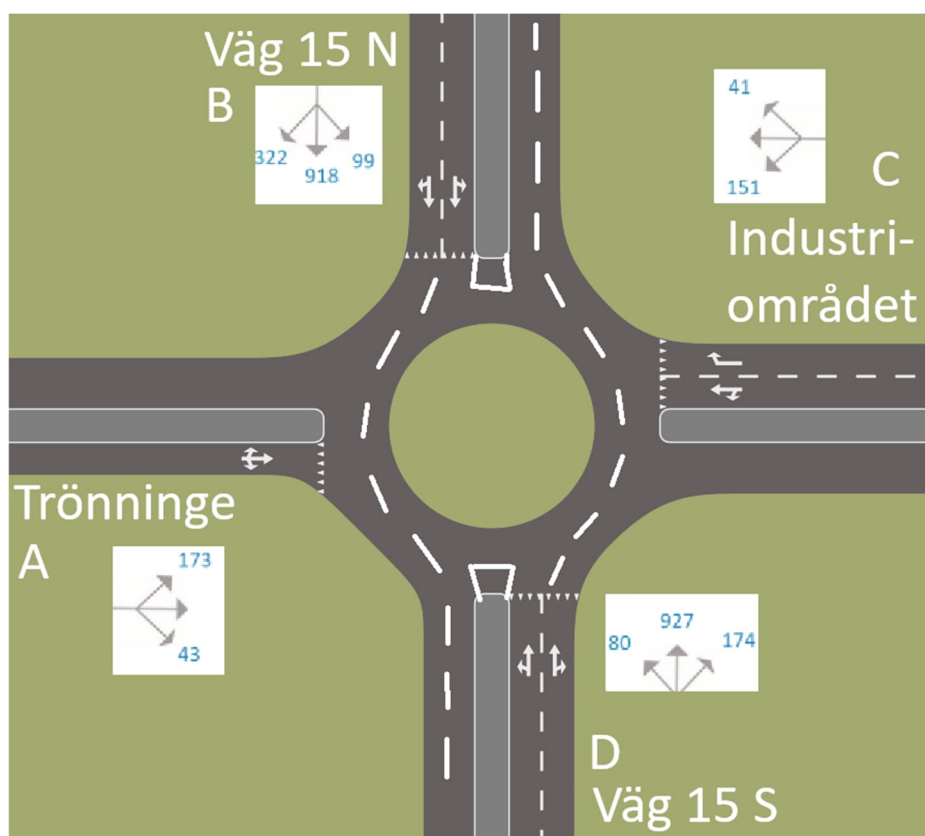 Väg 15 N
B
322
918
99
41
151
C
Industri-
området
Trönninge
A
173
43
80
927
174
D
Väg 15 S